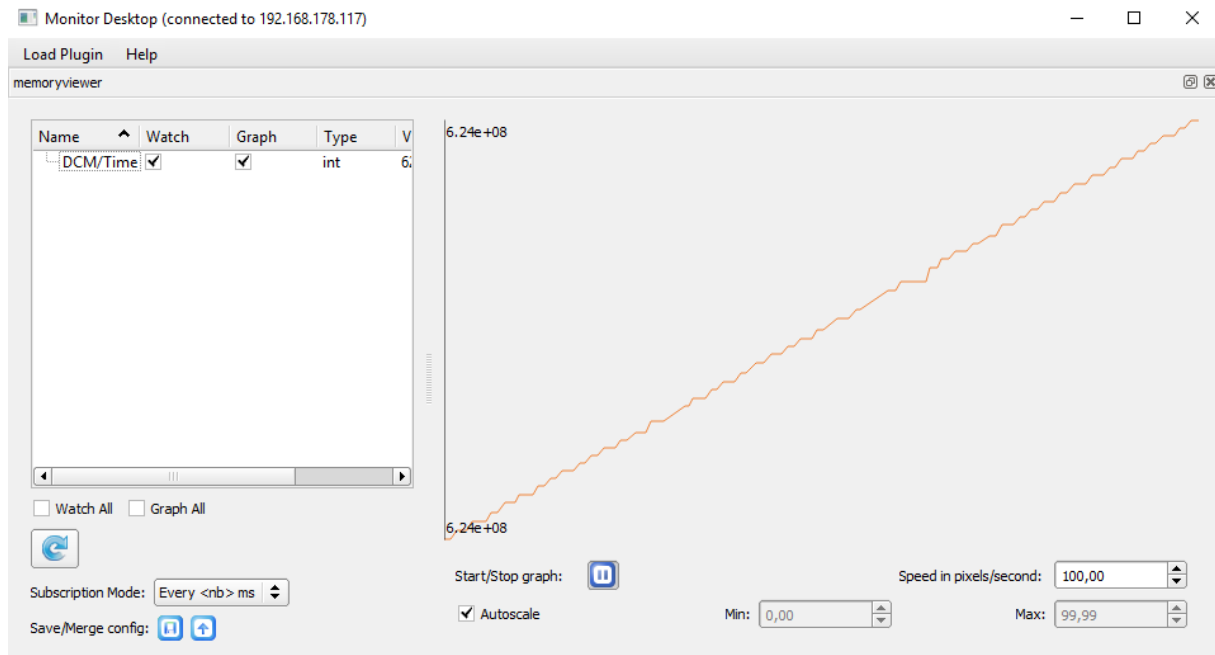 Monitor Desktop (connected to 192.168.178.117)
Load Plugin Help
memoryviewer
Name Watch Graph Type V
DCM/Time int 6
6.24e+08
6.24e+08
Watch All Graph All
Subscription Mode: Every <nb> ms
Save/Merge config:
Start/Stop graph: Speed in pixels/second: 100,00
Autoscale Min: 0,00 Max: 99,99